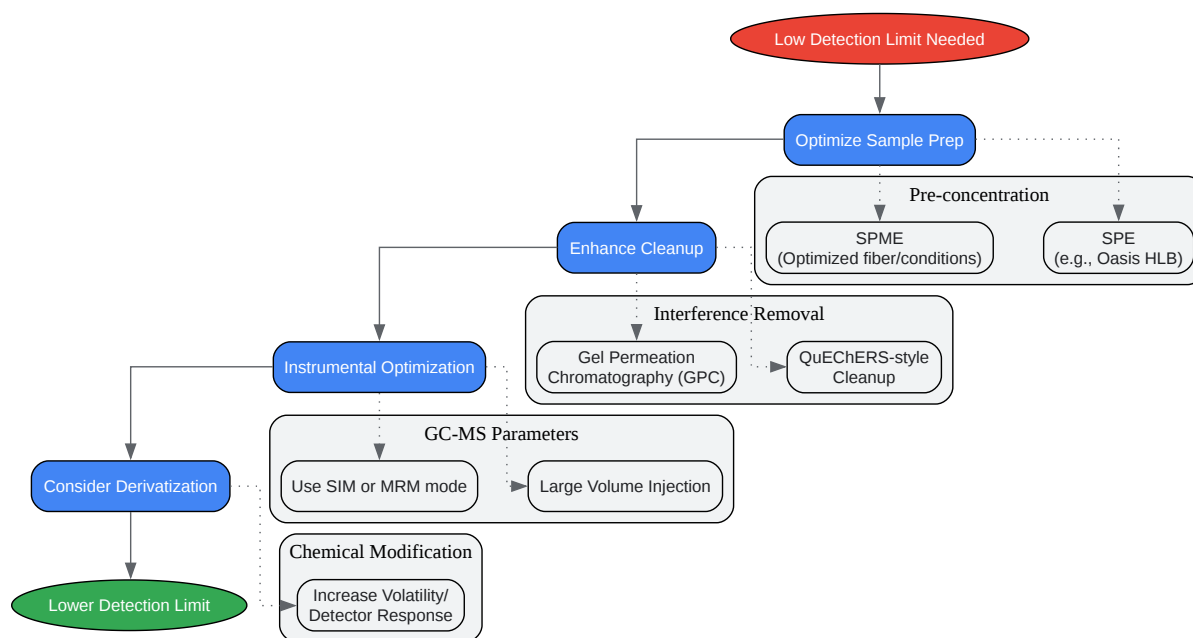 Low Detection Limit Needed
Optimize Sample Prep
Pre-concentration
SPME
(Optimized fiber/conditions)
SPE
(e.g., Oasis HLB)
Enhance Cleanup
Interference Removal
Gel Permeation
Chromatography (GPC)
QuEChERS-style
Cleanup
Instrumental Optimization
GC-MS Parameters
Use SIM or MRM mode
Large Volume Injection
Consider Derivatization
Chemical Modification
Increase Volatility/
Detector Response
Lower Detection Limit